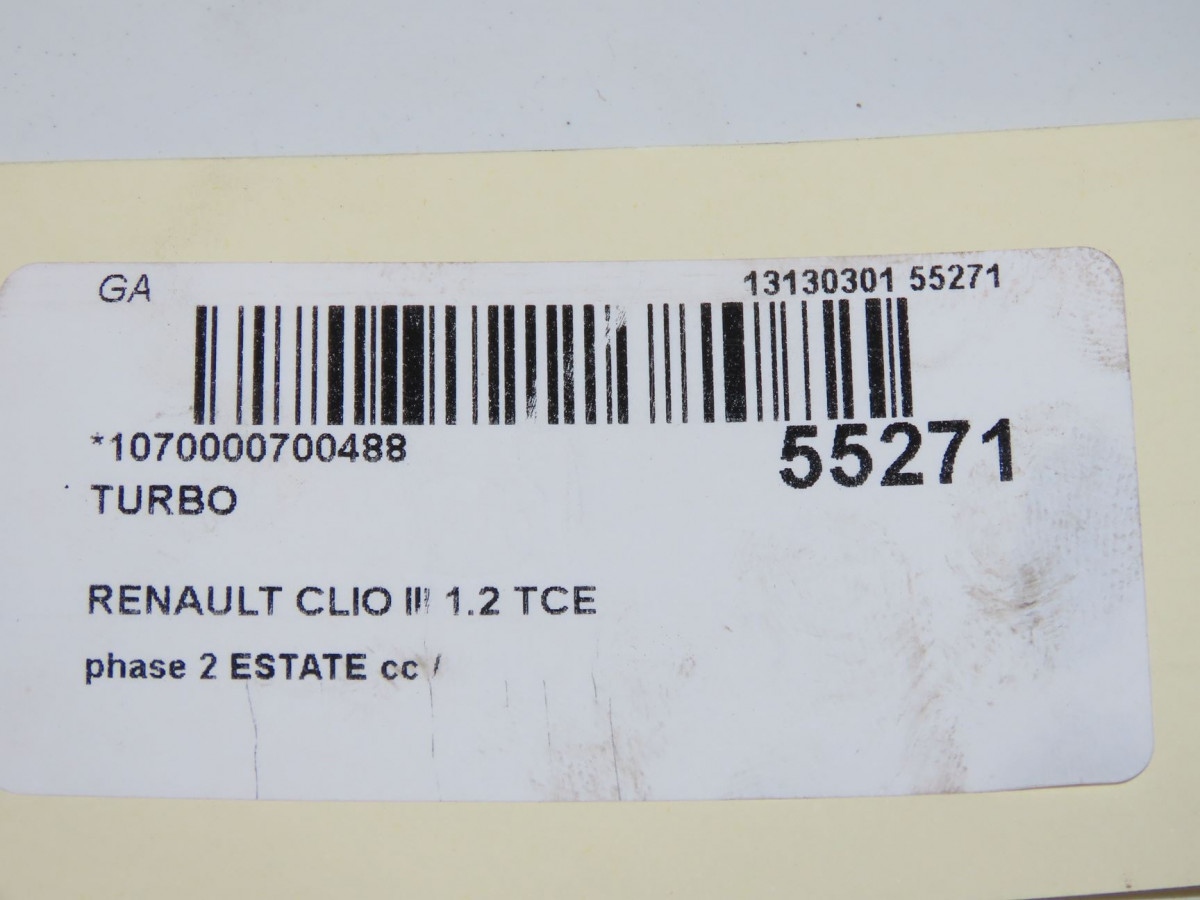 GA 13130301 55271
*1070000700488 55271
TURBO
RENAULT CLIO III 1.2 TCE
phase 2 ESTATE cc /